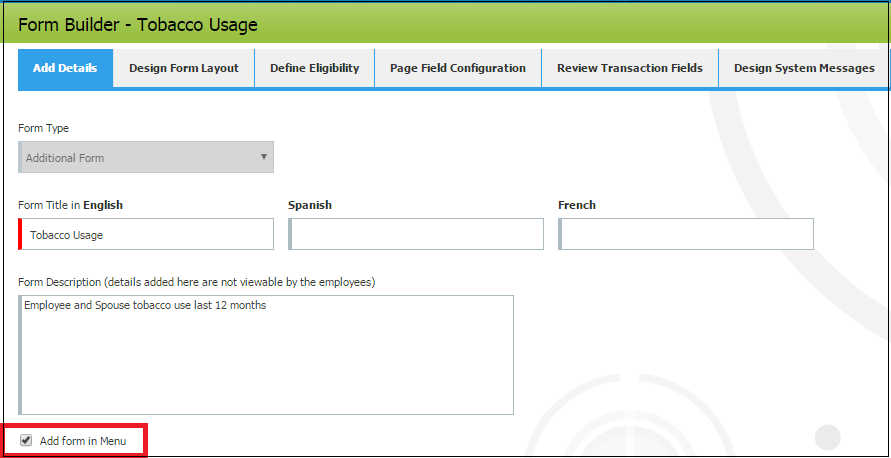 Form Builder - Tobacco Usage
Add Details Design Form Layout Define Eligibility Page Field Configuration Review Transaction Fields Design System Messages
Form Type
Additional Form
Form Title in English Spanish French
Tobacco Usage
Form Description (details added here are not viewable by the employees)
Employee and Spouse tobacco use last 12 months
Add form in Menu